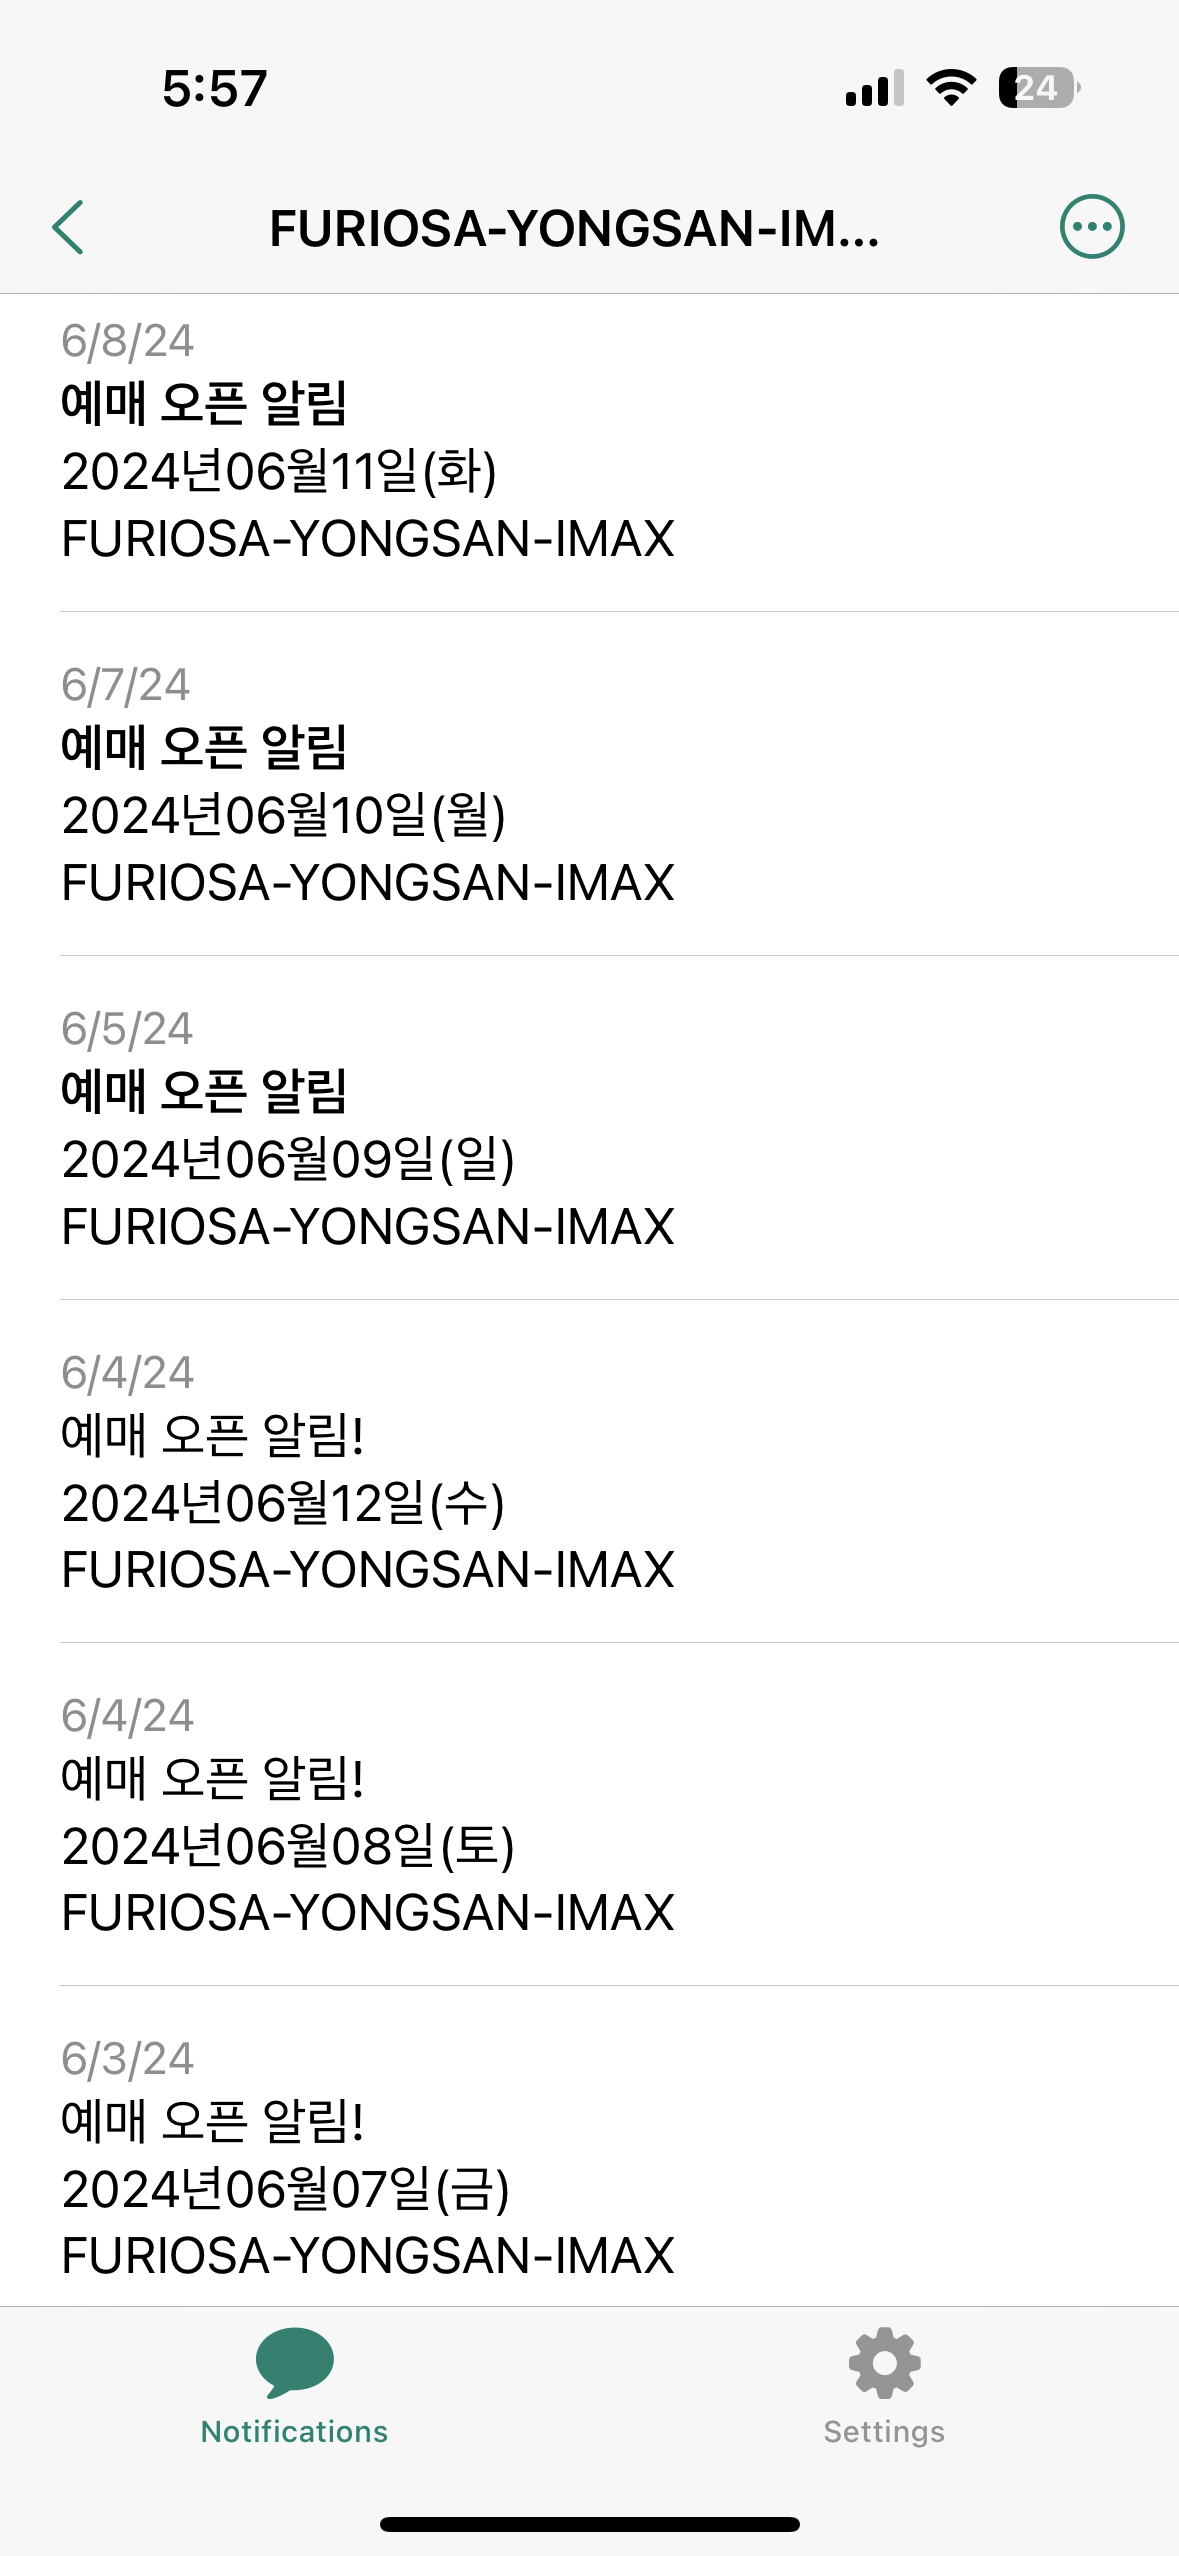 5:57
24
FURIOSA-YONGSAN-IM...
6/8/24
예매 오픈 알림
2024년06월11일(화)
FURIOSA-YONGSAN-IMAX
6/7/24
예매 오픈 알림
2024년06월10일(월)
FURIOSA-YONGSAN-IMAX
6/5/24
예매 오픈 알림
2024년06월09일(일)
FURIOSA-YONGSAN-IMAX
6/4/24
예매 오픈 알림!
2024년06월12일(수)
FURIOSA-YONGSAN-IMAX
6/4/24
예매 오픈 알림!
2024년06월08일(토)
FURIOSA-YONGSAN-IMAX
6/3/24
예매 오픈 알림!
2024년06월07일(금)
FURIOSA-YONGSAN-IMAX
Notifications
Settings